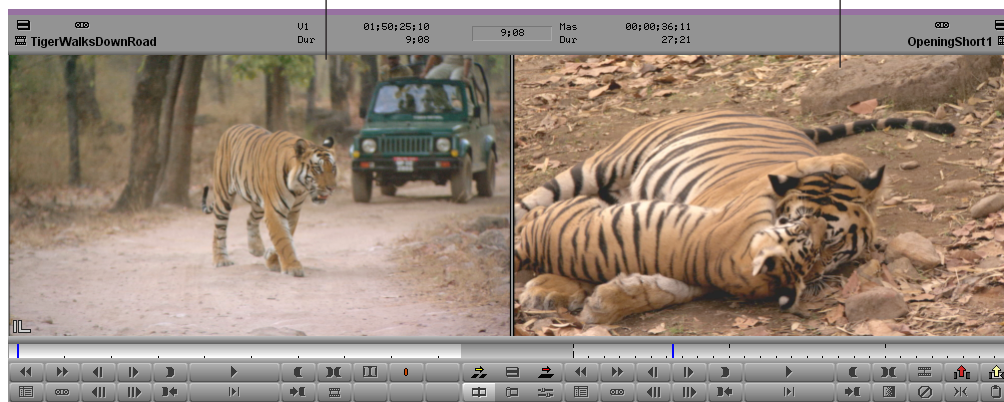 V1 01;50;25;10 9;08 Mas 00;00;36;11
TigerWalksDownRoad Dur 9;08 Dur 27;21 OpeningShort1
IL